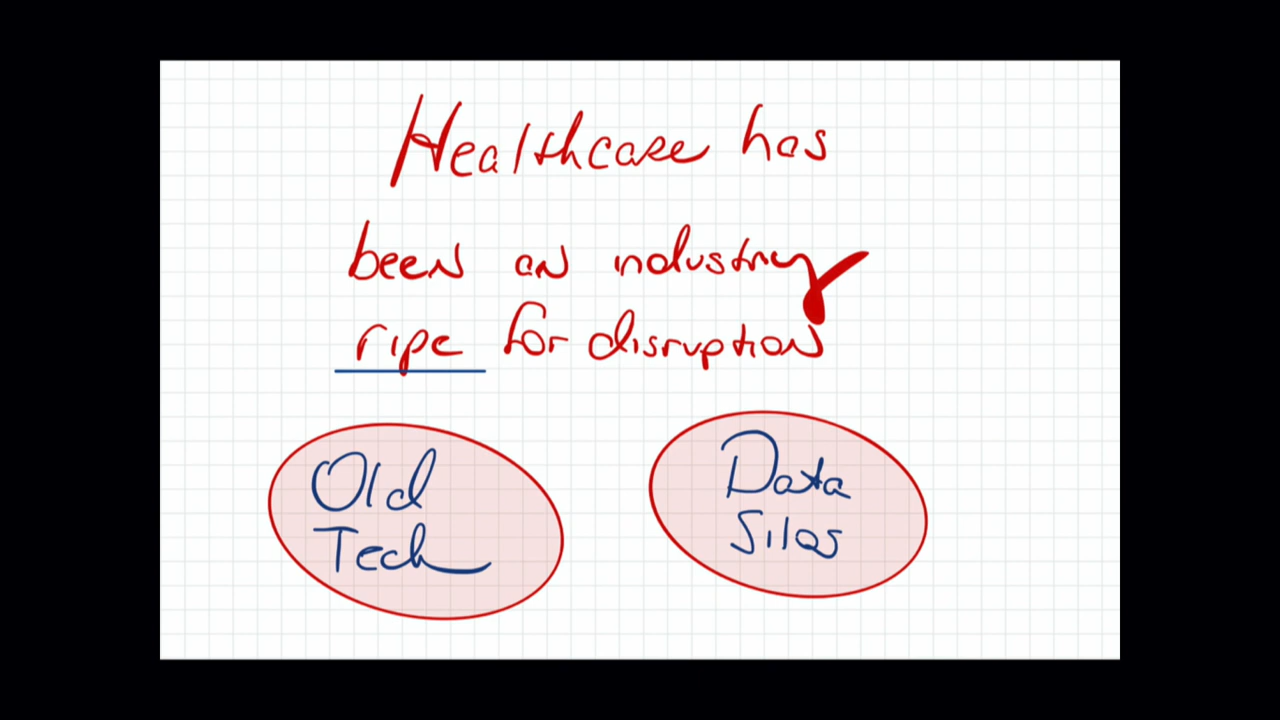 Healthcare has
been an industry
ripe for disruption
Old
Tech
Data
Silos